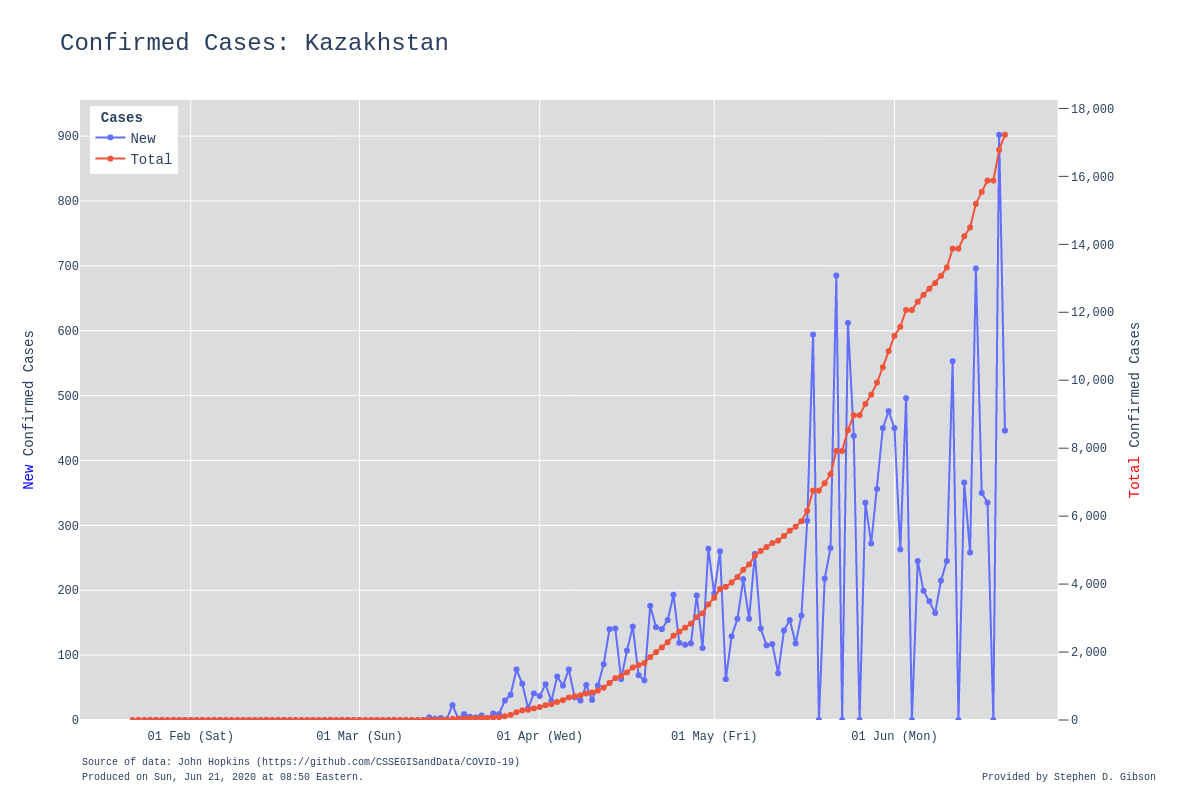 Confirmed Cases: Kazakhstan
Cases
New
Total
900
800
700
600
500
400
300
200
100
0
New Confirmed Cases
18,000
16,000
14,000
12,000
10,000
8,000
6,000
4,000
2,000
0
Total Confirmed Cases
01 Feb (Sat)
01 Mar (Sun)
01 Apr (Wed)
01 May (Fri)
01 Jun (Mon)
Source of data: John Hopkins (https://github.com/CSSEGISandData/COVID-19)
Produced on Sun, Jun 21, 2020 at 08:50 Eastern.
Provided by Stephen D. Gibson